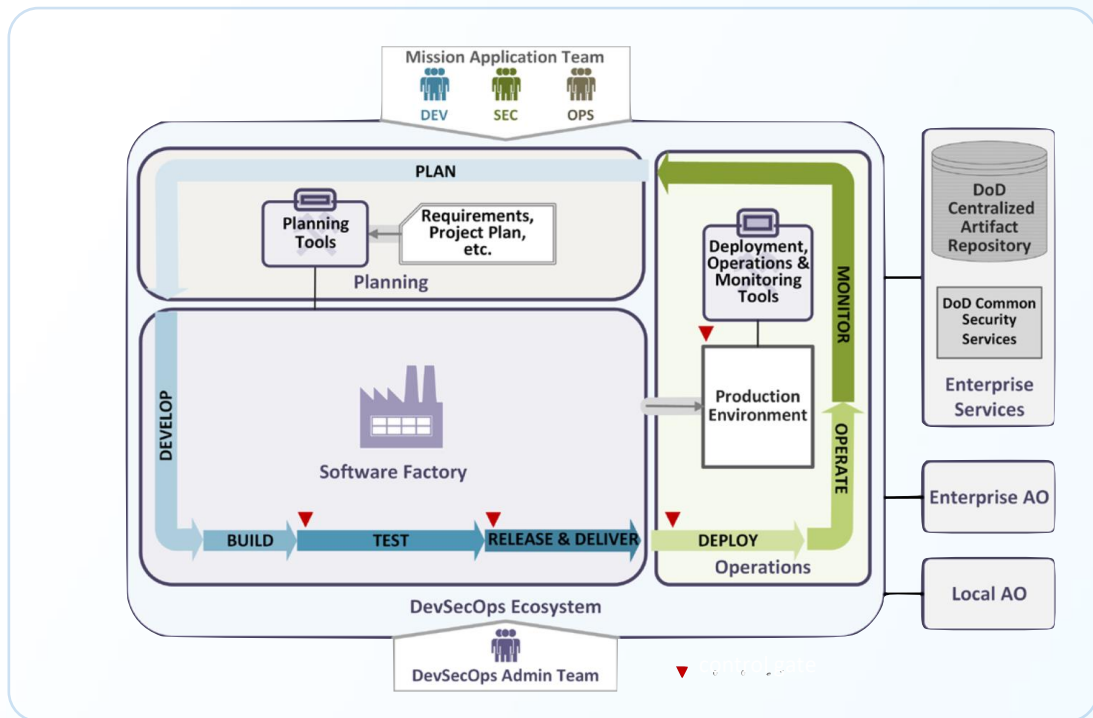 Mission Application Team
DEV
SEC
OPS
PLAN
Planning
Tools
Requirements,
Project Plan,
etc.
Planning
DEVELOP
Software Factory
BUILD
TEST
RELEASE & DELIVER
Deployment,
Operations &
Monitoring
Tools
Production
Environment
MONITOR
OPERATE
DEPLOY
Operations
DevSecOps Ecosystem
DevSecOps Admin Team
DoD
Centralized
Artifact
Repository
DoD Common
Security
Services
Enterprise
Services
Enterprise AO
Local AO
control gate